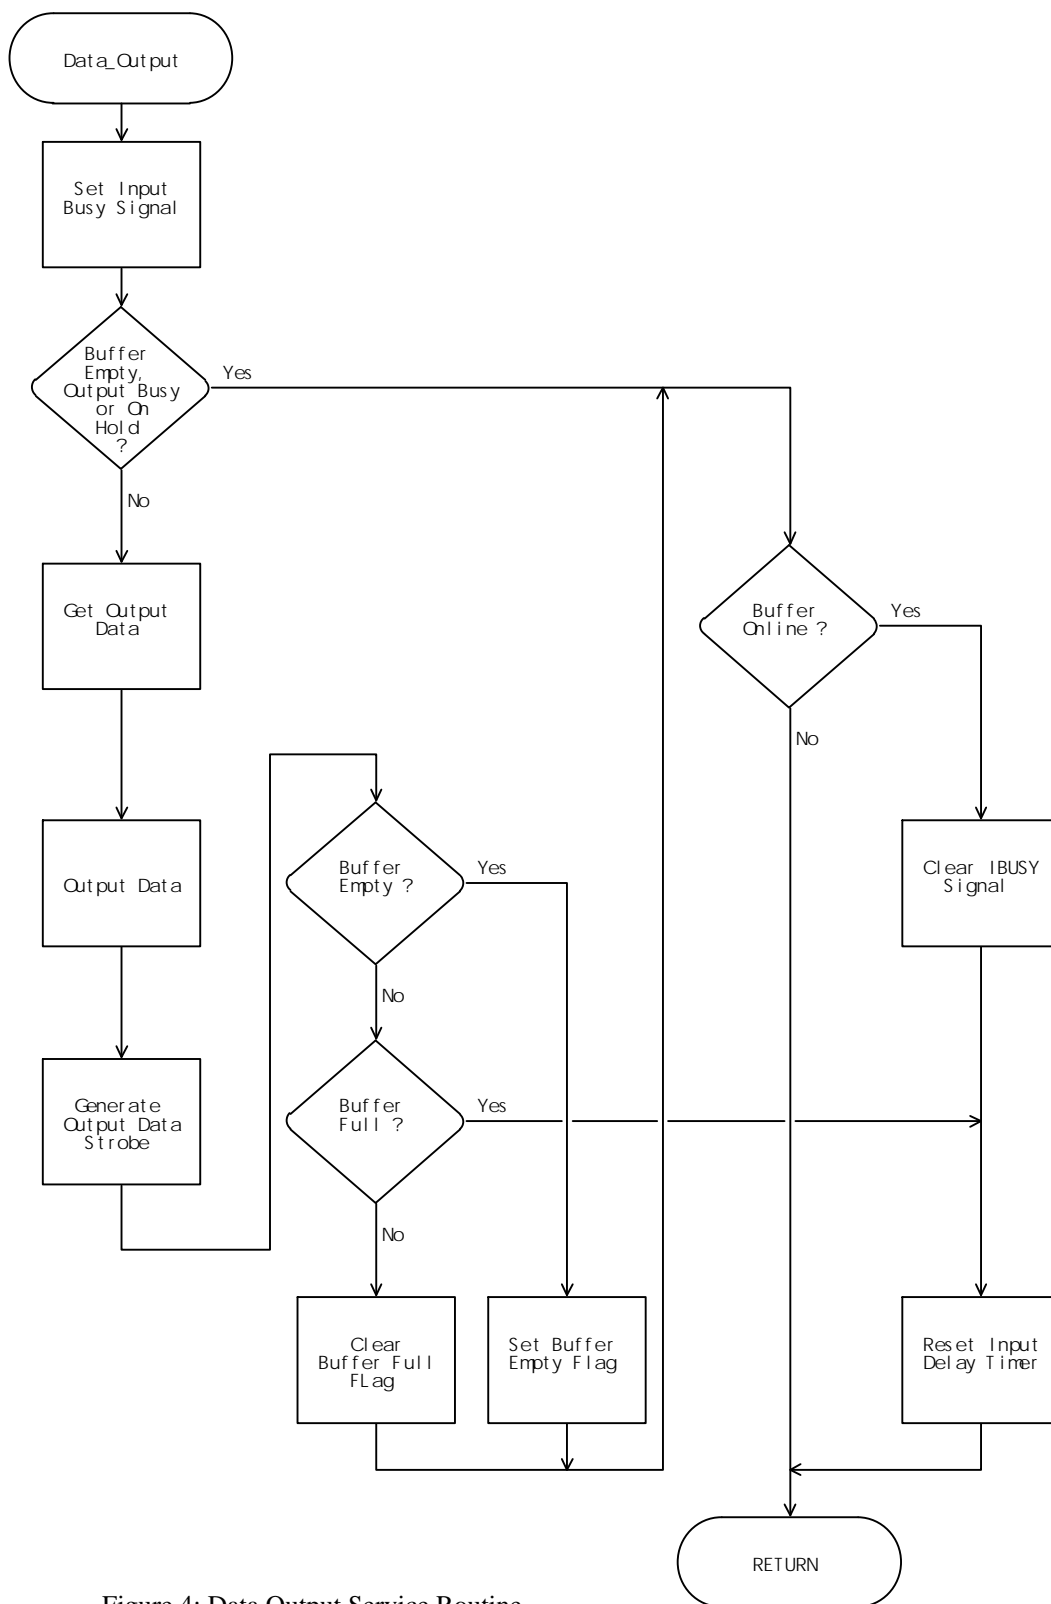 Data_Output
Set Input
Busy Signal
Buffer
Empty,
Output Busy
or On
Hold
?
Yes
No
Get Output
Data
Buffer
Online ?
Yes
No
Output Data
Buffer
Empty ?
Yes
No
Clear IBUSY
Signal
Generate
Output Data
Strobe
Buffer
Full ?
Yes
No
Clear
Buffer Full
FLag
Set Buffer
Empty Flag
Reset Input
Delay Timer
RETURN
Figure 4: Data Output Service Routine